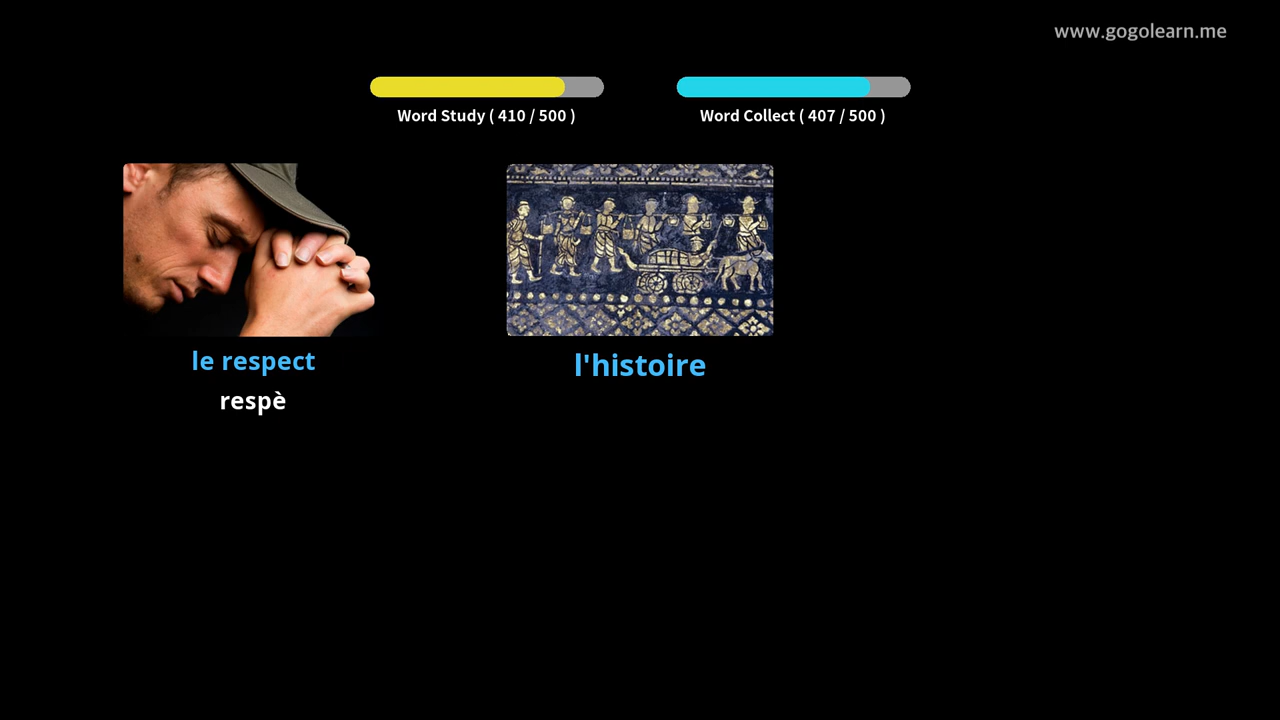 www.gogolearn.me
Word Study ( 410 / 500 )
Word Collect ( 407 / 500 )
le respect
respè
l'histoire